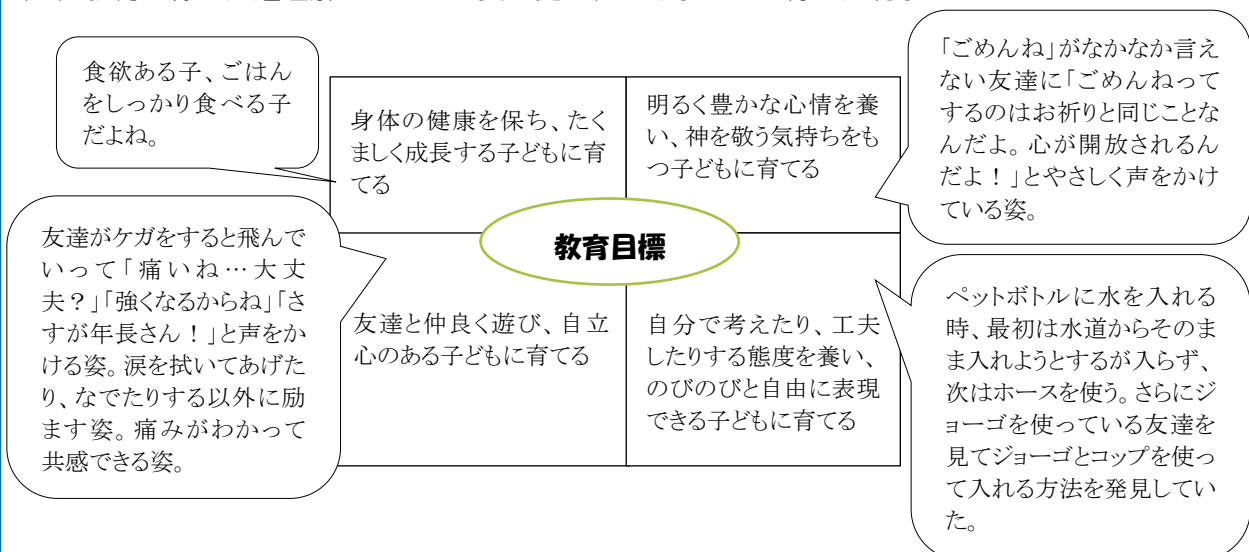 食欲ある子、ごはん
をしっかり食べる子
だよね。
身体の健康を保ち、たく
ましく成長する子どもに育
てる
明るく豊かな心情を養
い、神を敬う気持ちをも
つ子どもに育てる
「ごめんね」がなかなか言え
ない友達に「ごめんねって
するのはお祈りと同じことな
んだよ。心が開放されるん
だよ！」とやさしく声をかけ
ている姿。
教育目標
友達がケガをすると飛んで
いって「痛いね…大丈
夫？」「強くなるからね」「さ
すが年長さん！」と声をか
ける姿。涙を拭いてあげた
り、なでたりする以外に励
ます姿。痛みがわかって
共感できる姿。
友達と仲良く遊び、自立
心のある子どもに育てる
自分で考えたり、工夫
したりする態度を養い、
のびのびと自由に表現
できる子どもに育てる
ペットボトルに水を入れる
時、最初は水道からそのま
ま入れようとするが入らず、
次はホースを使う。さらにジ
ョーゴを使っている友達を
見てジョーゴとコップを使っ
て入れる方法を発見してい
た。